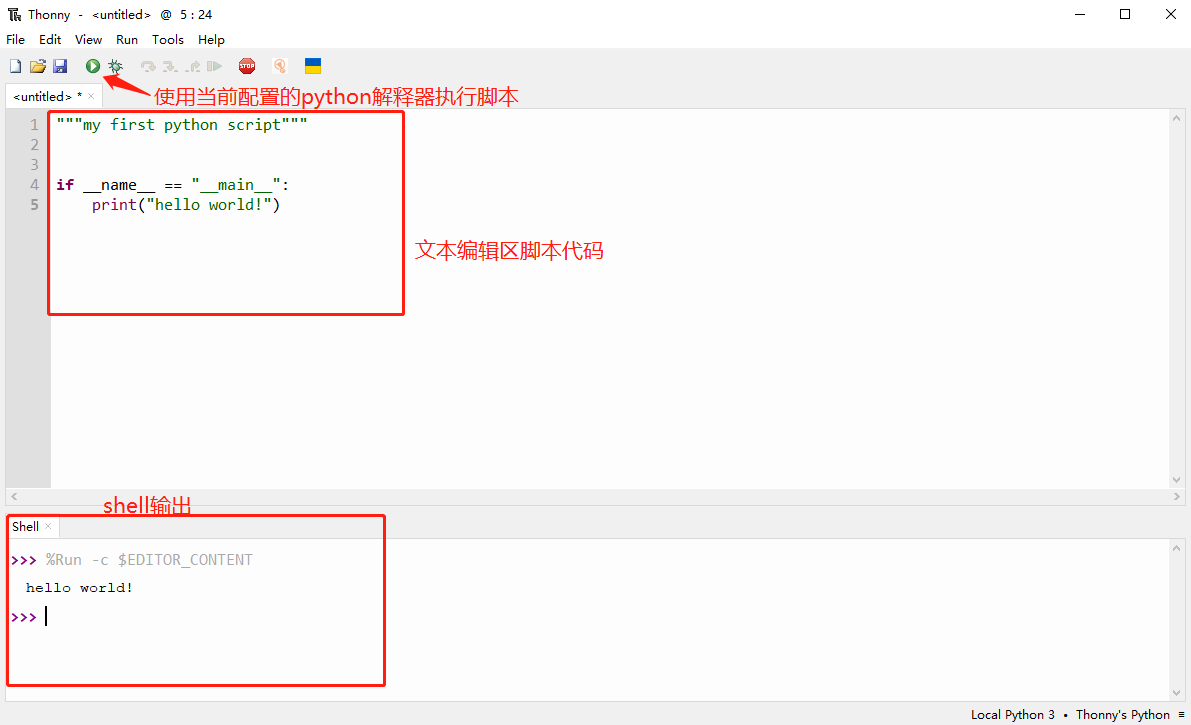 Thonny - <untitled> @ 5 : 24
File Edit View Run Tools Help
STOP
<untitled> * ×
使用当前配置的python解释器执行脚本
1 """my first python script"""
2
3
4 if __name__ == "__main__":
5 print("hello world!")
文本编辑区脚本代码
shell输出
Shell ×
>>> %Run -c $EDITOR_CONTENT
hello world!
>>>
Local Python 3 • Thonny's Python ≡